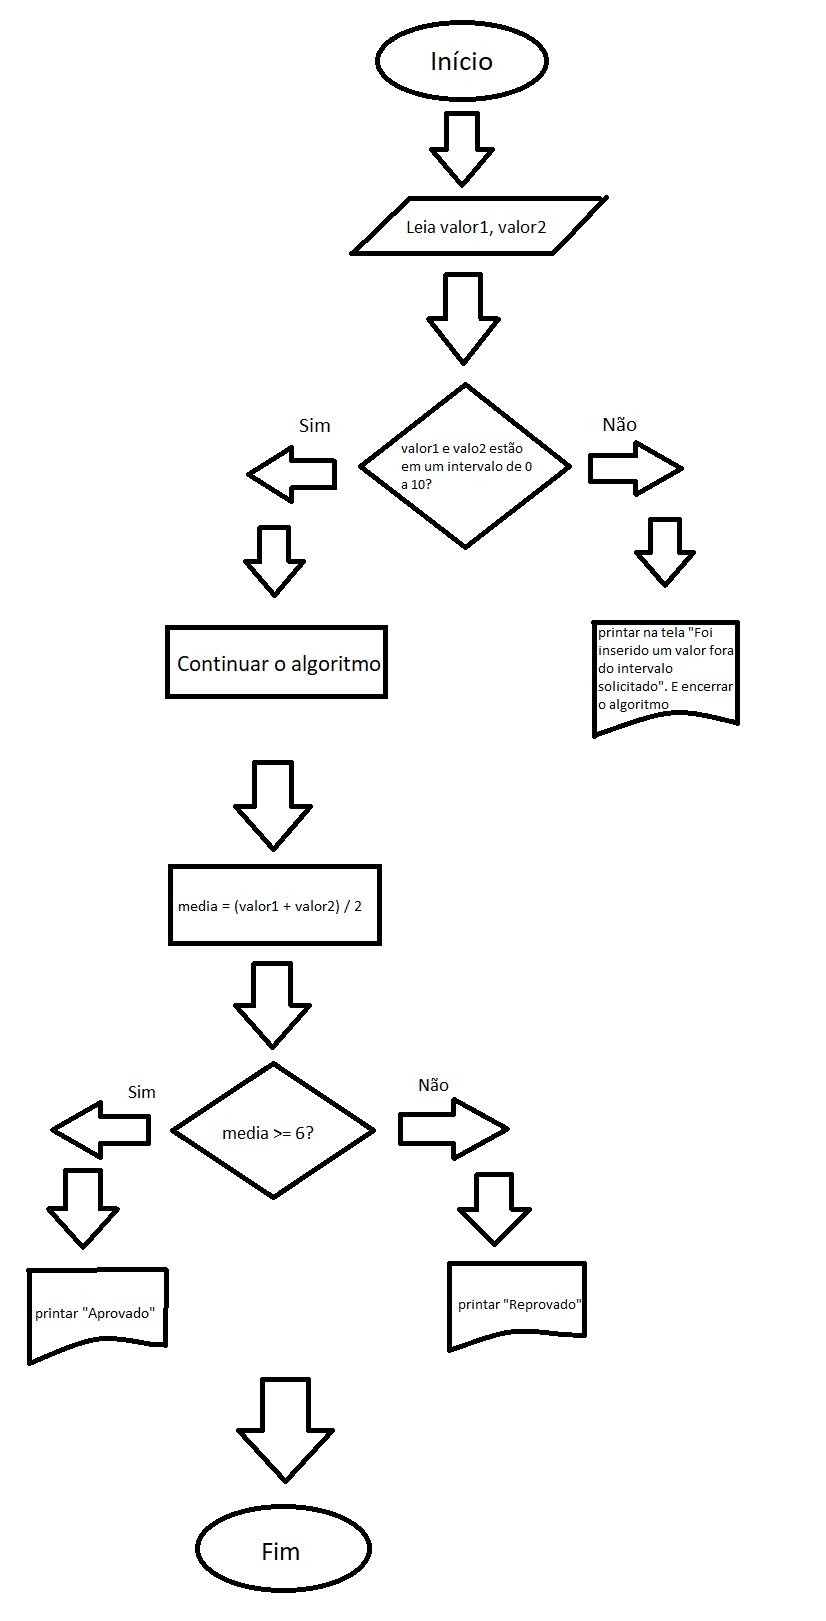 Início
Leia valor1, valor2
Sim
Não
valor1 e valo2 estão
em um intervalo de 0
a 10?
Continuar o algoritmo
printar na tela "Foi
inserido um valor fora
do intervalo
solicitado". E encerrar
o algoritmo
media = (valor1 + valor2) / 2
Sim
Não
media >= 6?
printar "Aprovado"
printar "Reprovado"
Fim